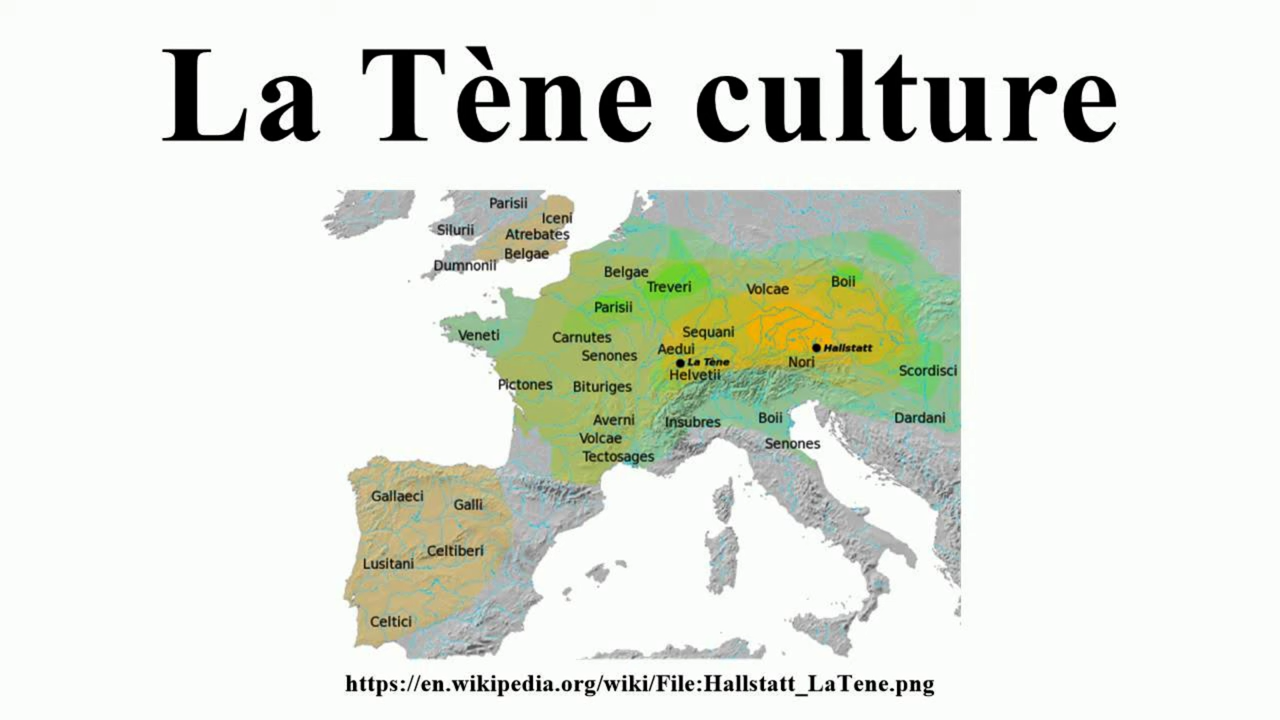 La Tène culture
Parisii
Iceni
Silurii
Atrebates
Belgae
Dumnonii
Belgae
Treveri
Volcae
Boii
Parisii
Veneti
Carnutes
Sequani
Senones
Aedui
La Tène
Hallstatt
Helvetii
Nori
Scordisci
Pictones
Bituriges
Averni
Insubres
Boii
Dardani
Volcae
Tectosages
Senones
Gallaeci
Galli
Celtiberi
Lusitani
Celtici
https://en.wikipedia.org/wiki/File:Hallstatt_LaTene.png